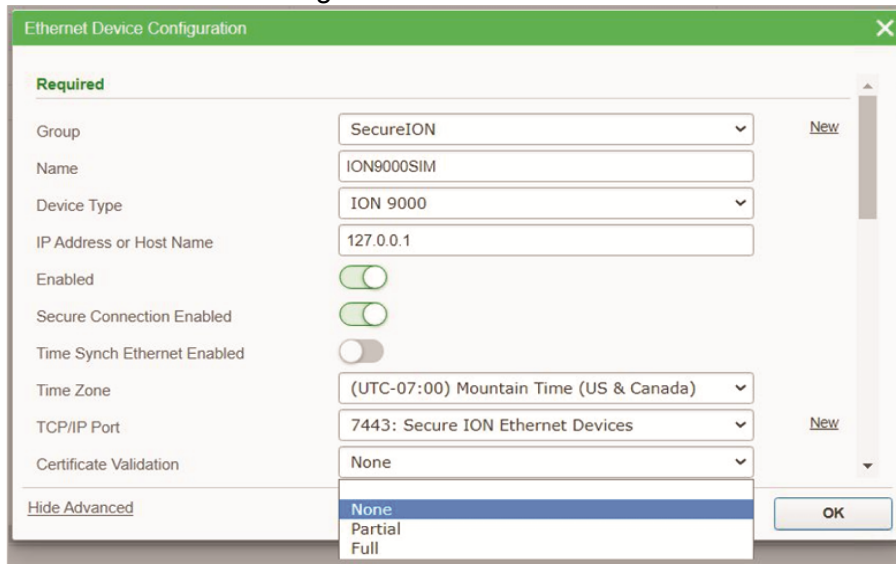 Ethernet Device Configuration
Required
Group SecureION New
Name ION9000SIM
Device Type ION 9000
IP Address or Host Name 127.0.0.1
Enabled
Secure Connection Enabled
Time Synch Ethernet Enabled
Time Zone (UTC-07:00) Mountain Time (US & Canada)
TCP/IP Port 7443: Secure ION Ethernet Devices New
Certificate Validation None
Hide Advanced
None
Partial
Full
OK